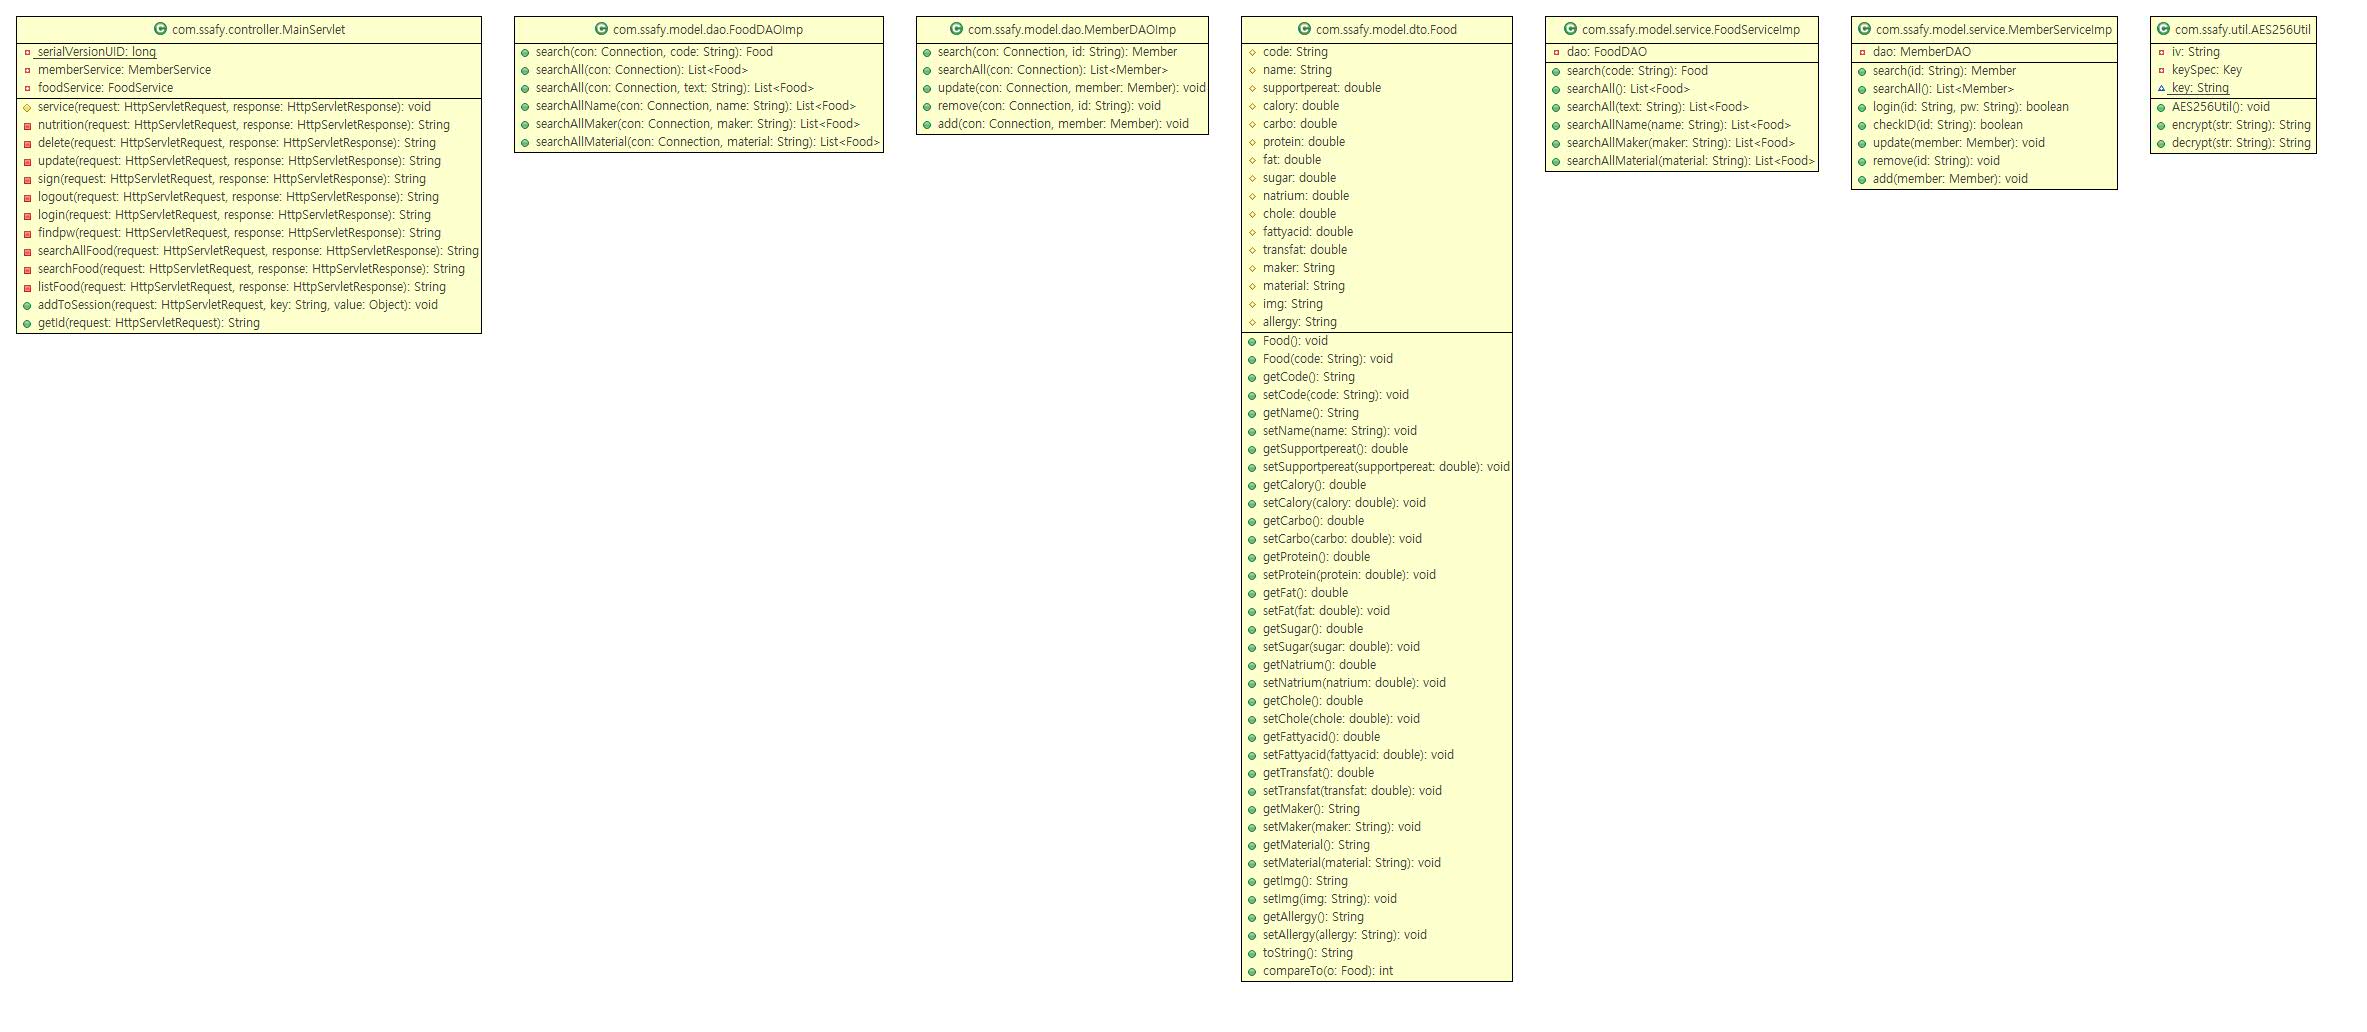 com.ssafy.controller.MainServlet
serialVersionUID: long
memberService: MemberService
foodService: FoodService
service(request: HttpServletRequest, response: HttpServletResponse): void
nutrition(request: HttpServletRequest, response: HttpServletResponse): String
delete(request: HttpServletRequest, response: HttpServletResponse): String
update(request: HttpServletRequest, response: HttpServletResponse): String
sign(request: HttpServletRequest, response: HttpServletResponse): String
logout(request: HttpServletRequest, response: HttpServletResponse): String
login(request: HttpServletRequest, response: HttpServletResponse): String
findpw(request: HttpServletRequest, response: HttpServletResponse): String
searchAllFood(request: HttpServletRequest, response: HttpServletResponse): String
searchFood(request: HttpServletRequest, response: HttpServletResponse): String
listFood(request: HttpServletRequest, response: HttpServletResponse): String
addToSession(request: HttpServletRequest, key: String, value: Object): void
getId(request: HttpServletRequest): String
com.ssafy.model.dao.FoodDAOImp
search(con: Connection, code: String): Food
searchAll(con: Connection): List<Food>
searchAll(con: Connection, text: String): List<Food>
searchAllName(con: Connection, name: String): List<Food>
searchAllMaker(con: Connection, maker: String): List<Food>
searchAllMaterial(con: Connection, material: String): List<Food>
com.ssafy.model.dao.MemberDAOImp
search(con: Connection, id: String): Member
searchAll(con: Connection): List<Member>
update(con: Connection, member: Member): void
remove(con: Connection, id: String): void
add(con: Connection, member: Member): void
com.ssafy.model.dto.Food
code: String
name: String
supportpereat: double
calory: double
carbo: double
protein: double
fat: double
sugar: double
natrium: double
chole: double
fattyacid: double
transfat: double
maker: String
material: String
img: String
allergy: String
Food(): void
Food(code: String): void
getCode(): String
setCode(code: String): void
getName(): String
setName(name: String): void
getSupportpereat(): double
setSupportpereat(supportpereat: double): void
getCalory(): double
setCalory(calory: double): void
getCarbo(): double
setCarbo(carbo: double): void
getProtein(): double
setProtein(protein: double): void
getFat(): double
setFat(fat: double): void
getSugar(): double
setSugar(sugar: double): void
getNatrium(): double
setNatrium(natrium: double): void
getChole(): double
setChole(chole: double): void
getFattyacid(): double
setFattyacid(fattyacid: double): void
getTransfat(): double
setTransfat(transfat: double): void
getMaker(): String
setMaker(maker: String): void
getMaterial(): String
setMaterial(material: String): void
getImg(): String
setImg(img: String): void
getAllergy(): String
setAllergy(allergy: String): void
toString(): String
compareTo(o: Food): int
com.ssafy.model.service.FoodServiceImp
dao: FoodDAO
search(code: String): Food
searchAll(): List<Food>
searchAll(text: String): List<Food>
searchAllName(name: String): List<Food>
searchAllMaker(maker: String): List<Food>
searchAllMaterial(material: String): List<Food>
com.ssafy.model.service.MemberServiceImp
dao: MemberDAO
search(id: String): Member
searchAll(): List<Member>
login(id: String, pw: String): boolean
checkID(id: String): boolean
update(member: Member): void
remove(id: String): void
add(member: Member): void
com.ssafy.util.AES256Util
iv: String
keySpec: Key
key: String
AES256Util(): void
encrypt(str: String): String
decrypt(str: String): String